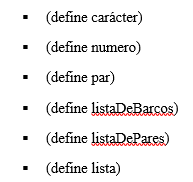 ▪ (define carácter)
▪ (define numero)
▪ (define par)
▪ (define listaDeBarcos)
▪ (define listaDePares)
▪ (define lista)